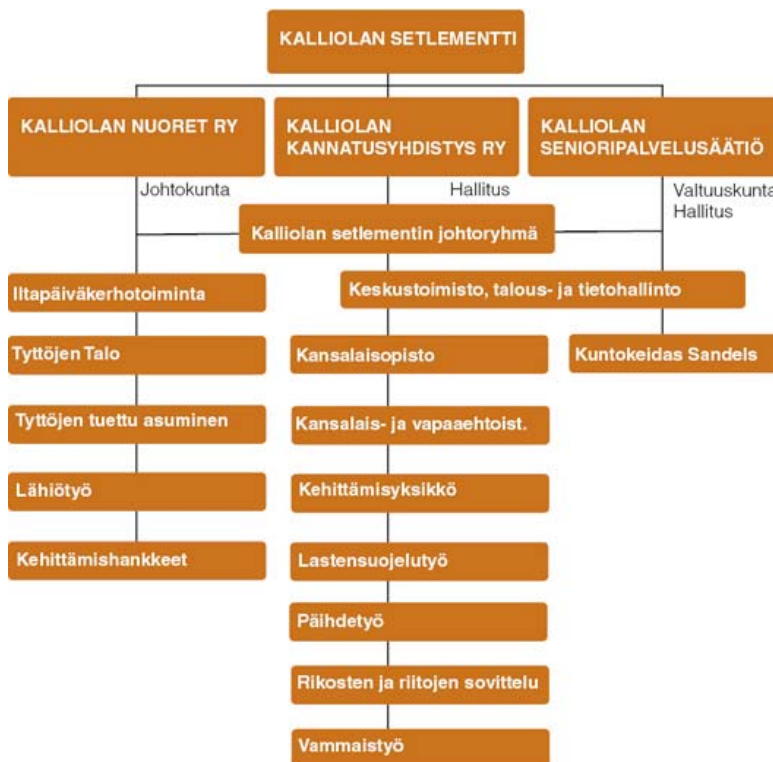 KALLIOLAN SETLEMENTTI
KALLIOLAN NUORET RY
KALLIOLAN
KANNATUSYHDISTYS RY
KALLIOLAN
SENIORIPALVELUSÄÄTIÖ
Johtokunta
Hallitus
Valtuuskunta
Hallitus
Kalliolan setlementin johtoryhmä
Iltapäiväkerhotoiminta
Keskustoimisto, talous- ja tietohallinto
Tyttöjen Talo
Kansalaisopisto
Kuntokeidas Sandels
Tyttöjen tuettu asuminen
Kansalais- ja vapaaehtoist.
Lähiötyö
Kehittämisyksikkö
Kehittämishankkeet
Lastensuojelutyö
Päihdetyö
Rikosten ja riitojen sovittelu
Vammaistyö